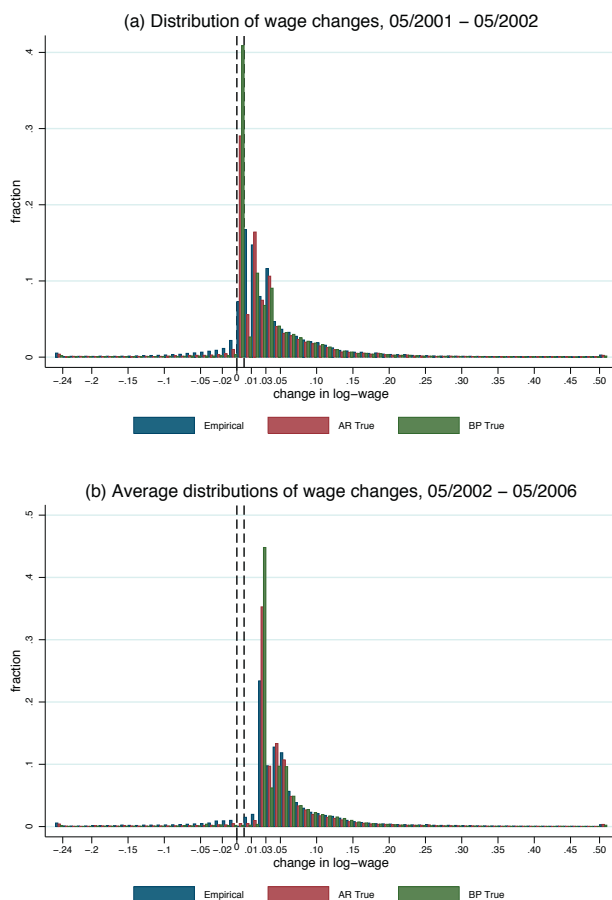 (a) Distribution of wage changes, 05/2001 – 05/2002
.4
.3
.2
.1
0
fraction
-.24 -.2 -.1 -.05 -.02 0 .01.03.05 .10 .15 .20 .25 .30 .35 .40 .45 .50
change in log-wage
Empirical AR True BP True
(b) Average distributions of wage changes, 05/2002 – 05/2006
.5
.4
.3
.2
.1
0
fraction
-.24 -.2 -.1 -.05 -.02 0 .01.03.05 .10 .15 .20 .25 .30 .35 .40 .45 .50
change in log-wage
Empirical AR True BP True